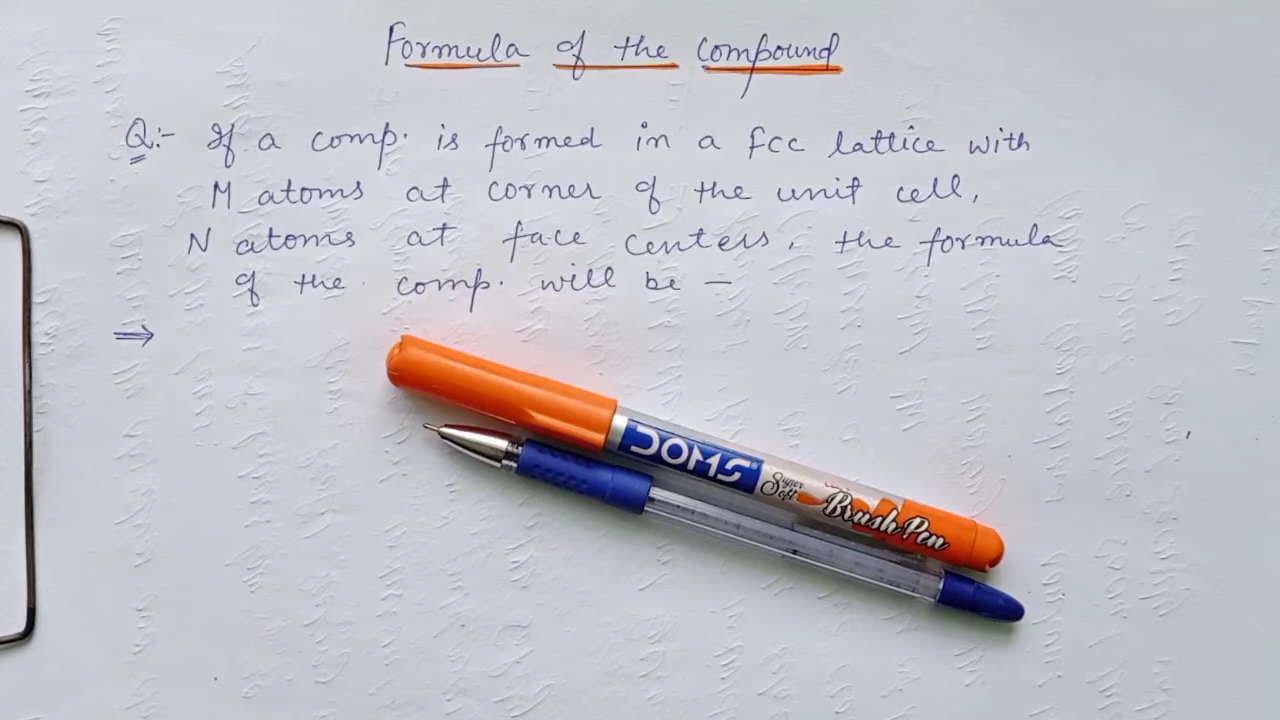 Formula of the compound
Q:- If a comp. is formed in a fcc lattice with
M atoms at corner of the unit cell,
N atoms at face centers, the formula
of the comp. will be -
⇒
DOMS
Super Soft
Brush Pen